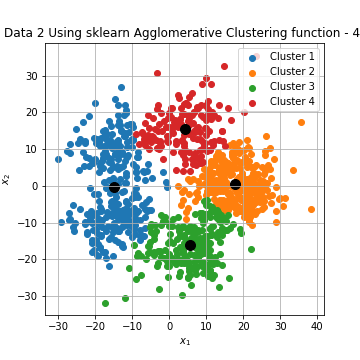 Data 2 Using sklearn Agglomerative Clustering function - 4
Cluster 1
Cluster 2
Cluster 3
Cluster 4
30
20
10
0
−10
−20
−30
x₂
−30
−20
−10
0
10
20
30
40
x₁